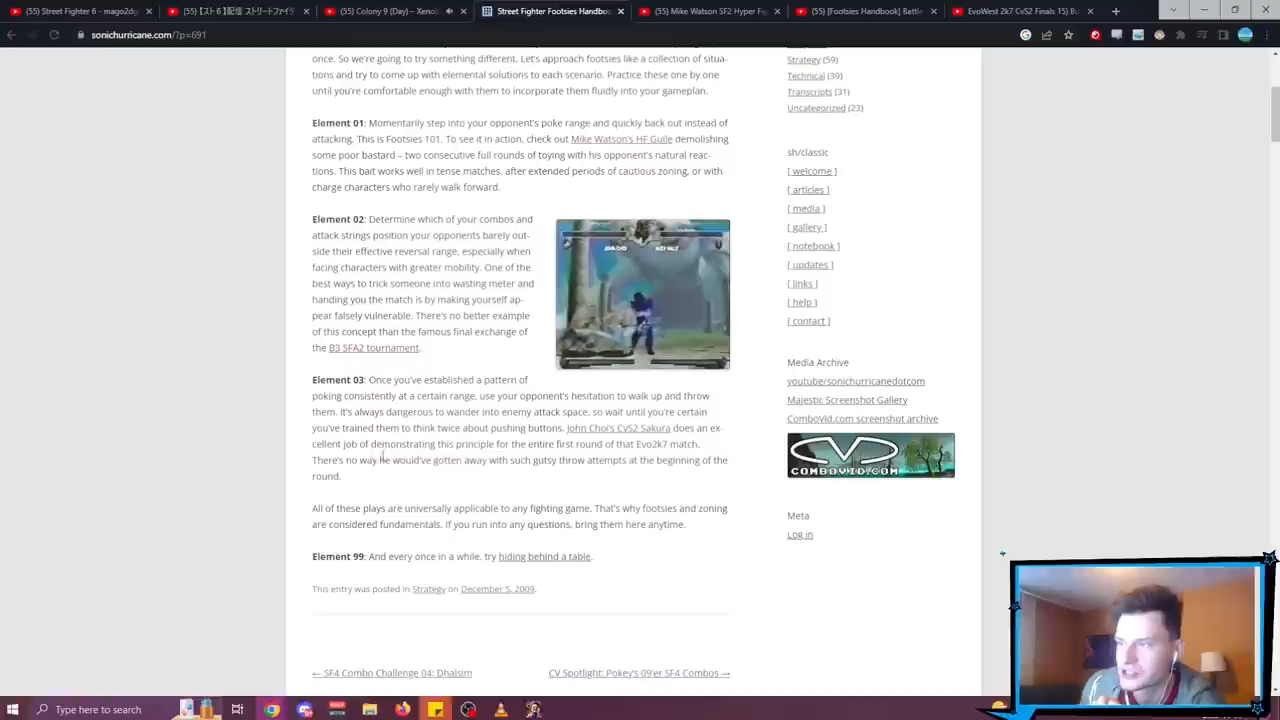 (55) Street Fighter 6 - mago2dg
【スト6】配信 ストリートファイタ
(55) Colony 9 (Day) – Xenob
Street Fighter Footsies Handbo
(55) Mike Watson SF2 Hyper Fig
(55) [Footsies Handbook] Battle
(55) EvoWest 2k7 CvS2 Finals T5) Bu
sonichurricane.com/?p=691
once. So we're going to try something different. Let's approach footsies like a collection of situa-
tions and try to come up with elemental solutions to each scenario. Practice these one by one
until you're comfortable enough with them to incorporate them fluidly into your gameplan.
Element 01: Momentarily step into your opponent's poke range and quickly back out instead of
attacking. This is Footsies 101. To see it in action, check out Mike Watson's HF Guile demolishing
some poor bastard – two consecutive full rounds of toying with his opponent's natural reac-
tions. This bait works well in tense matches, after extended periods of cautious zoning, or with
charge characters who rarely walk forward.
Element 02: Determine which of your combos and
attack strings position your opponents barely out-
side their effective reversal range, especially when
facing characters with greater mobility. One of the
best ways to trick someone into wasting meter and
handing you the match is by making yourself ap-
pear falsely vulnerable. There's no better example
of this concept than the famous final exchange of
the B3 SFA2 tournament.
Element 03: Once you've established a pattern of
poking consistently at a certain range, use your opponent's hesitation to walk up and throw
them. It's always dangerous to wander into enemy attack space, so wait until you're certain
you've trained them to think twice about pushing buttons. John Choi's CvS2 Sakura does an ex-
cellent job of demonstrating this principle for the entire first round of that Evo2k7 match.
There's no way he would've gotten away with such gutsy throw attempts at the beginning of the
round.
All of these plays are universally applicable to any fighting game. That's why footsies and zoning
are considered fundamentals. If you run into any questions, bring them here anytime.
Element 99: And every once in a while, try hiding behind a table.
This entry was posted in Strategy on December 5, 2009.
← SF4 Combo Challenge 04: Dhalsim
CV Spotlight: Pokey's 09'er SF4 Combos →
Strategy (59)
Technical (39)
Transcripts (31)
Uncategorized (23)
sh/classic
[ welcome ]
[ articles ]
[ media ]
[ gallery ]
[ notebook ]
[ updates ]
[ links ]
[ help ]
[ contact ]
Media Archive
youtube/sonichurricanedotcom
Majestic Screenshot Gallery
ComboVid.com screenshot archive
COMBOVID.COM
Meta
Log in
Type here to search